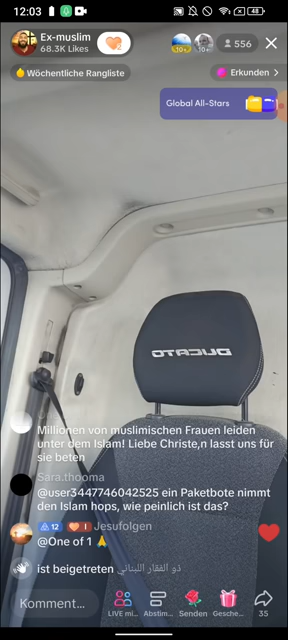 12:03
48
Ex-muslim
68.3K Likes
10+
10+
556
Wöchentliche Rangliste
Erkunden
Global All-Stars
DUCATO
Millionen von muslimischen Frauen leiden
unter dem Islam! Liebe Christe,n lasst uns für
sie beten
Sara.thooma
@user3447746042525 ein Paketbote nimmt
den Islam hops, wie peinlich ist das?
12
1
Jesufolgen
@One of 1 🙏
ist beigetreten ذو الفقار اللبناني
Komment...
LIVE mi...
Abstim...
Senden
Gesche...
35